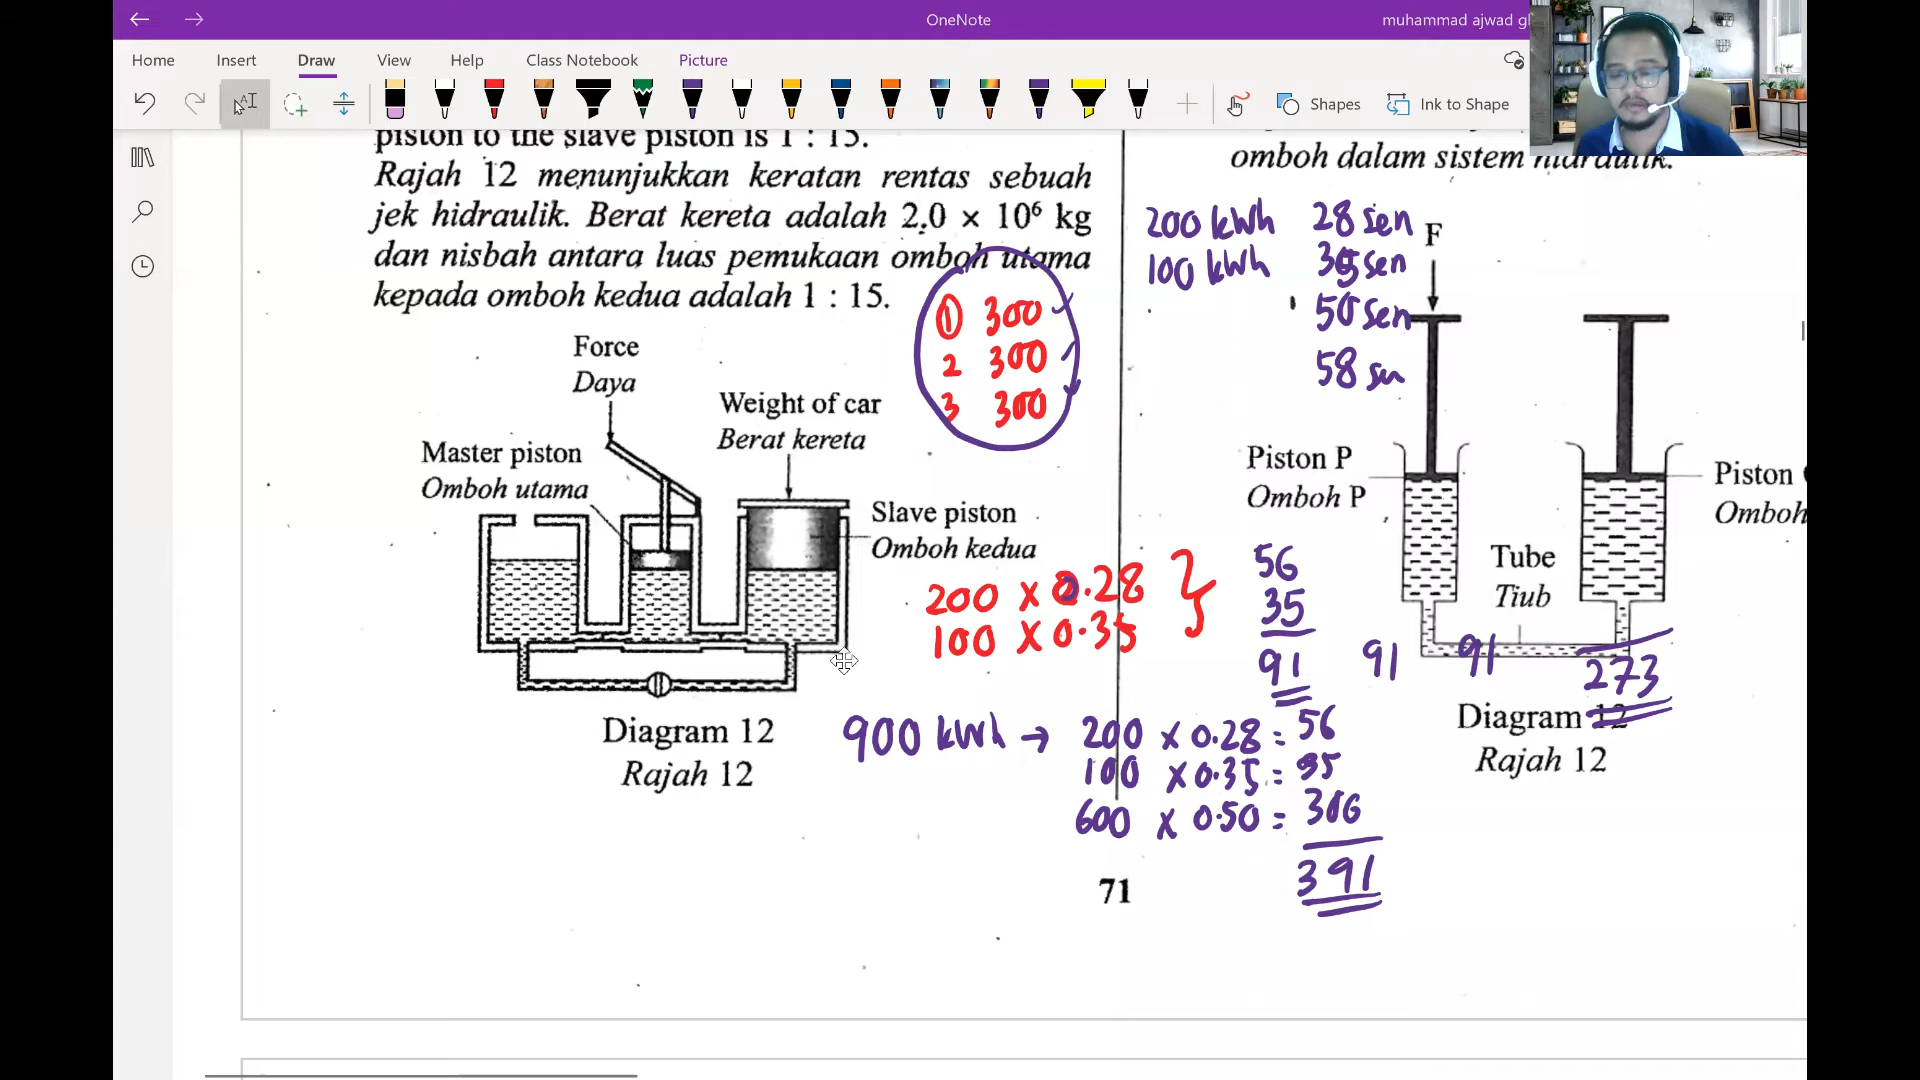 OneNote
muhammad ajwad gh
Home Insert Draw View Help Class Notebook Picture
Shapes
Ink to Shape
piston to the slave piston is 1 : 15.
Rajah 12 menunjukkan keratan rentas sebuah
jek hidraulik. Berat kereta adalah 2.0 × 10⁶ kg
dan nisbah antara luas pemukaan omboh utama
kepada omboh kedua adalah 1 : 15.
1 300
2 300
3 300
Force
Daya
Weight of car
Berat kereta
Master piston
Omboh utama
Slave piston
Omboh kedua
Diagram 12
Rajah 12
omboh dalam sistem hidraulik.
200 kWh 28 sen
100 kWh 35 sen
50 sen
58 sen
F
Piston P
Omboh P
Piston
Omboh
Tube
Tiub
Diagram 12
Rajah 12
200 x 0.28
100 x 0.35
56
35
91 91 91 273
900 kWh → 200 x 0.28 = 56
100 x 0.35 = 35
600 x 0.50 = 300
391
71